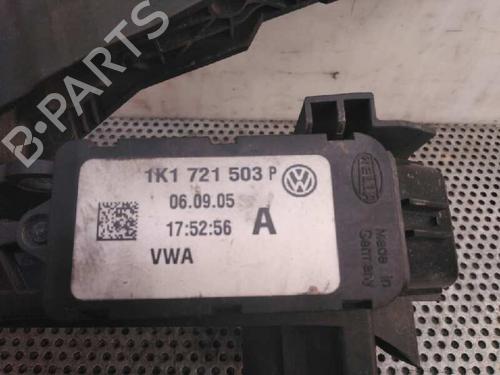 B-PARTS
1K1 721 503 P
06.09.05
17:52:56 A
VWA
HELLA
Made in
Germany